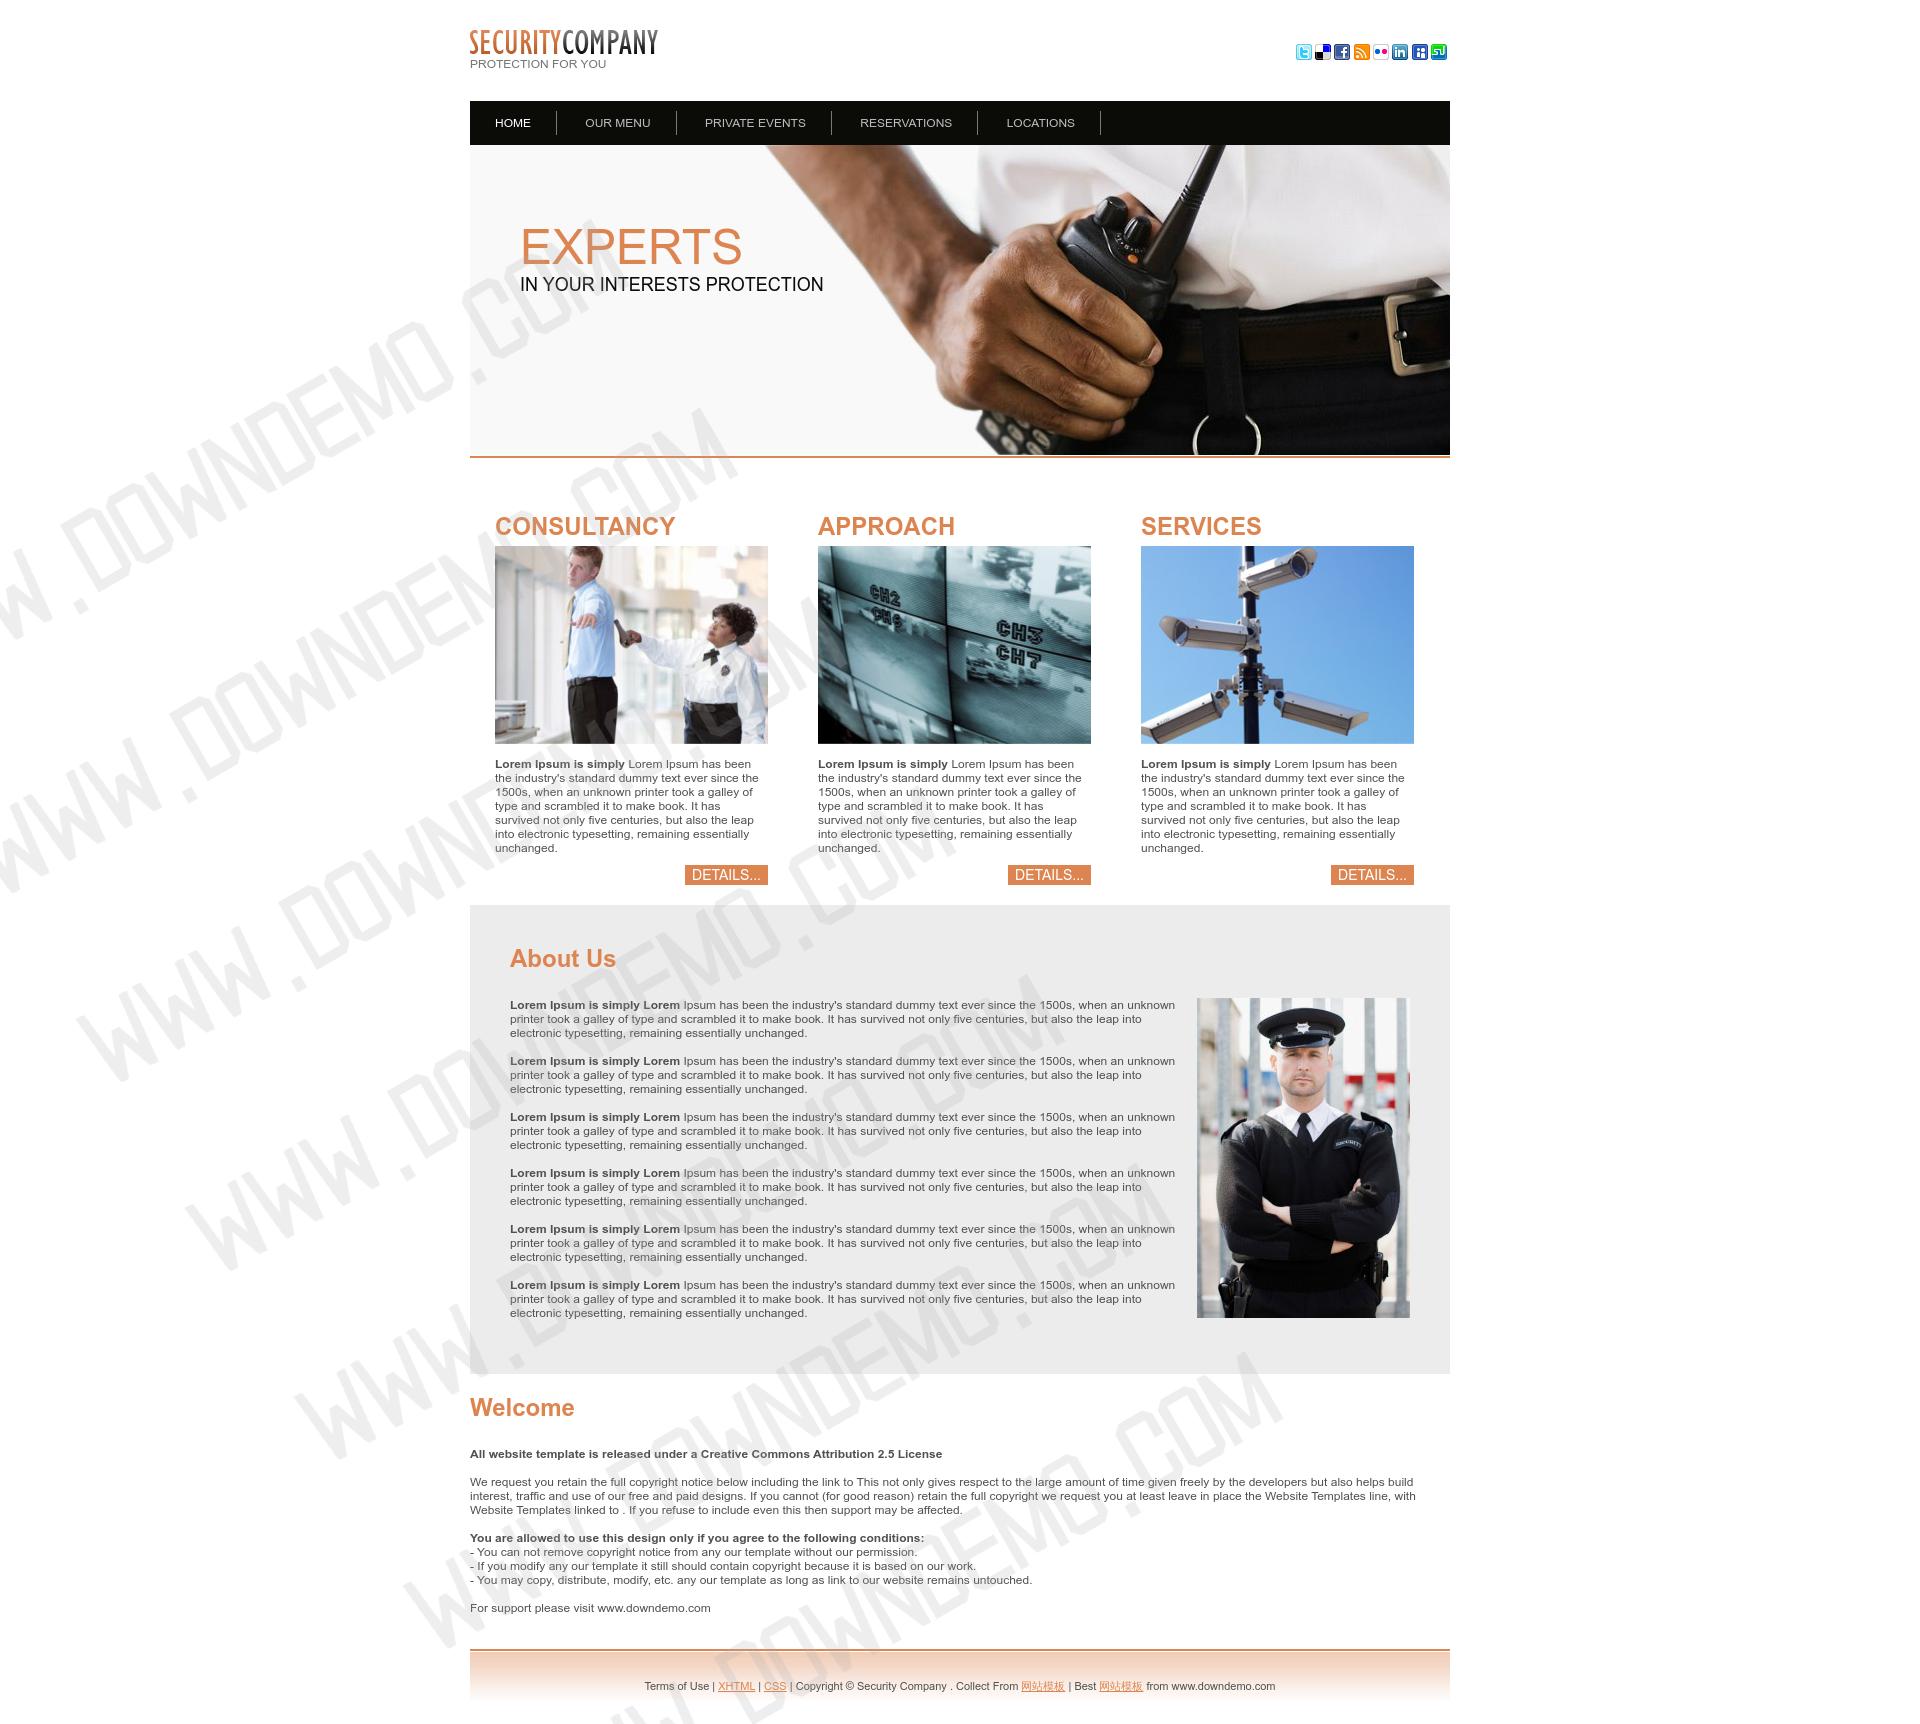 SECURITYCOMPANY
PROTECTION FOR YOU
HOME
OUR MENU
PRIVATE EVENTS
RESERVATIONS
LOCATIONS
EXPERTS
IN YOUR INTERESTS PROTECTION
CONSULTANCY
Lorem Ipsum is simply Lorem Ipsum has been
the industry's standard dummy text ever since the
1500s, when an unknown printer took a galley of
type and scrambled it to make book. It has
survived not only five centuries, but also the leap
into electronic typesetting, remaining essentially
unchanged.
DETAILS...
APPROACH
CH2
CH6
CH3
CH7
Lorem Ipsum is simply Lorem Ipsum has been
the industry's standard dummy text ever since the
1500s, when an unknown printer took a galley of
type and scrambled it to make book. It has
survived not only five centuries, but also the leap
into electronic typesetting, remaining essentially
unchanged.
DETAILS...
SERVICES
Lorem Ipsum is simply Lorem Ipsum has been
the industry's standard dummy text ever since the
1500s, when an unknown printer took a galley of
type and scrambled it to make book. It has
survived not only five centuries, but also the leap
into electronic typesetting, remaining essentially
unchanged.
DETAILS...
About Us
Lorem Ipsum is simply Lorem Ipsum has been the industry's standard dummy text ever since the 1500s, when an unknown
printer took a galley of type and scrambled it to make book. It has survived not only five centuries, but also the leap into
electronic typesetting, remaining essentially unchanged.
Lorem Ipsum is simply Lorem Ipsum has been the industry's standard dummy text ever since the 1500s, when an unknown
printer took a galley of type and scrambled it to make book. It has survived not only five centuries, but also the leap into
electronic typesetting, remaining essentially unchanged.
Lorem Ipsum is simply Lorem Ipsum has been the industry's standard dummy text ever since the 1500s, when an unknown
printer took a galley of type and scrambled it to make book. It has survived not only five centuries, but also the leap into
electronic typesetting, remaining essentially unchanged.
Lorem Ipsum is simply Lorem Ipsum has been the industry's standard dummy text ever since the 1500s, when an unknown
printer took a galley of type and scrambled it to make book. It has survived not only five centuries, but also the leap into
electronic typesetting, remaining essentially unchanged.
Lorem Ipsum is simply Lorem Ipsum has been the industry's standard dummy text ever since the 1500s, when an unknown
printer took a galley of type and scrambled it to make book. It has survived not only five centuries, but also the leap into
electronic typesetting, remaining essentially unchanged.
Lorem Ipsum is simply Lorem Ipsum has been the industry's standard dummy text ever since the 1500s, when an unknown
printer took a galley of type and scrambled it to make book. It has survived not only five centuries, but also the leap into
electronic typesetting, remaining essentially unchanged.
SECURITY
Welcome
All website template is released under a Creative Commons Attribution 2.5 License
We request you retain the full copyright notice below including the link to This not only gives respect to the large amount of time given freely by the developers but also helps build
interest, traffic and use of our free and paid designs. If you cannot (for good reason) retain the full copyright we request you at least leave in place the Website Templates line, with
Website Templates linked to . If you refuse to include even this then support may be affected.
You are allowed to use this design only if you agree to the following conditions:
- You can not remove copyright notice from any our template without our permission.
- If you modify any our template it still should contain copyright because it is based on our work.
- You may copy, distribute, modify, etc. any our template as long as link to our website remains untouched.
For support please visit www.downdemo.com
Terms of Use | XHTML | CSS | Copyright © Security Company . Collect From 网站模板 | Best 网站模板 from www.downdemo.com
W.DOWNDEMO.COM
WWW.DOWNDEMO.COM
WWW.DOWNDEMO.COM
WWW.DOWNDEMO.COM
WWW.DOWNDEMO.COM
WWW.DOWNDEMO.COM
WWW.DOWNDEMO.COM